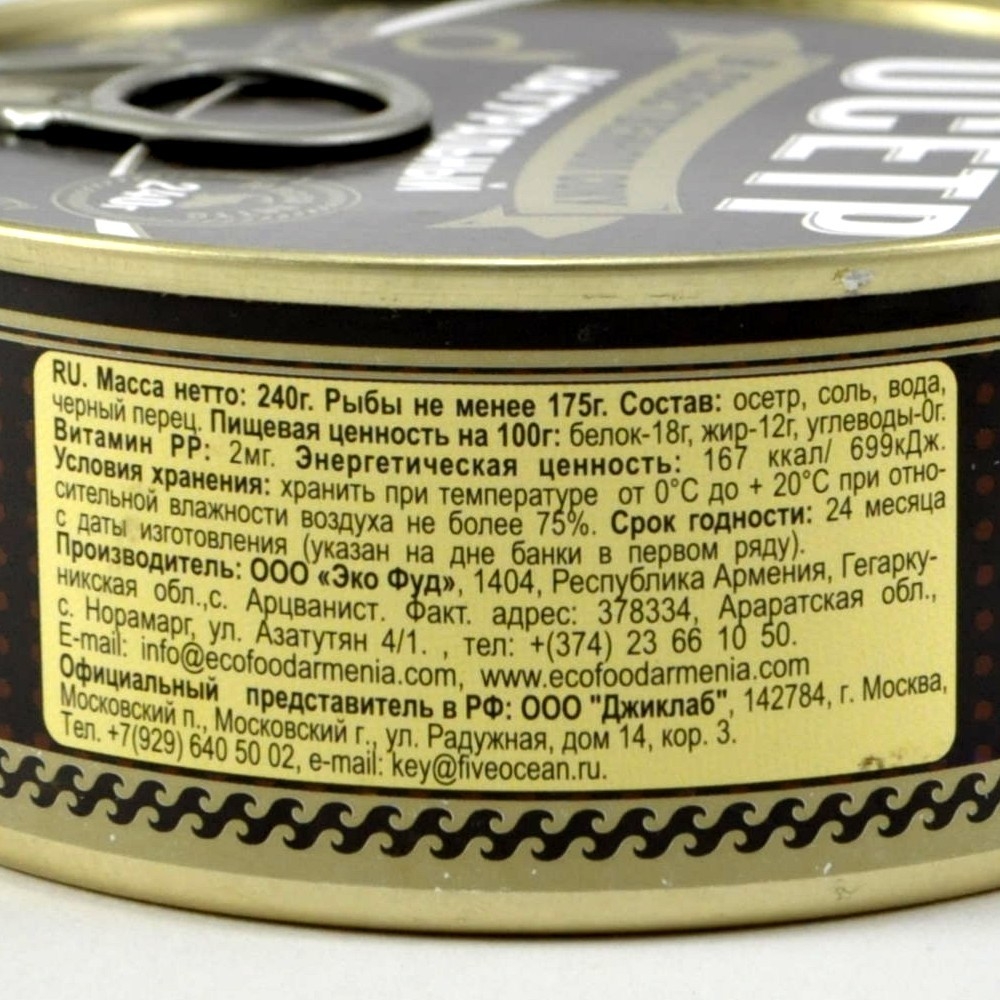 ОСЕТР
НАТУРАЛЬНЫЙ
240г
RU. Масса нетто: 240г. Рыбы не менее 175г. Состав: осетр, соль, вода,
черный перец. Пищевая ценность на 100г: белок-18г, жир-12г, углеводы-0г.
Витамин PP: 2мг. Энергетическая ценность: 167 ккал/ 699кДж.
Условия хранения: хранить при температуре от 0°С до + 20°С при отно-
сительной влажности воздуха не более 75%. Срок годности: 24 месяца
с даты изготовления (указан на дне банки в первом ряду).
Производитель: ООО «Эко Фуд», 1404, Республика Армения, Гегарку-
никская обл.,с. Арцванист. Факт. адрес: 378334, Араратская обл.,
с. Норамарг, ул. Азатутян 4/1. , тел: +(374) 23 66 10 50.
E-mail: info@ecofoodarmenia.com, www.ecofoodarmenia.com
Официальный представитель в РФ: ООО "Джиклаб", 142784, г. Москва,
Московский п., Московский г., ул. Радужная, дом 14, кор. 3.
Тел. +7(929) 640 50 02, e-mail: key@fiveocean.ru.